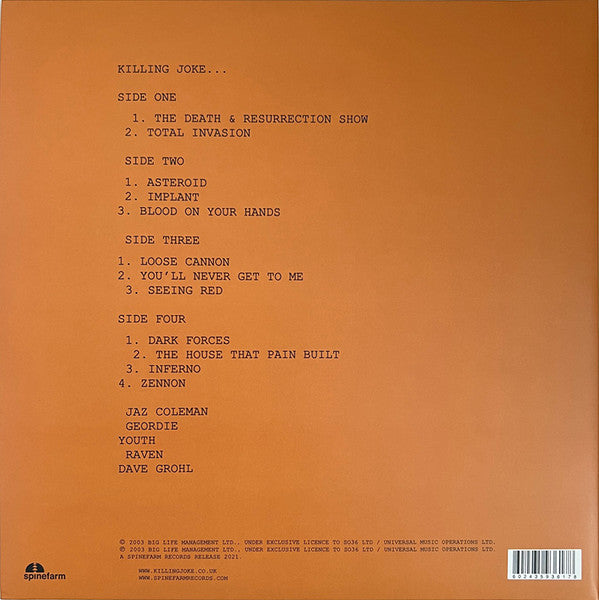 KILLING JOKE...
SIDE ONE
1. THE DEATH & RESURRECTION SHOW
2. TOTAL INVASION
SIDE TWO
1. ASTEROID
2. IMPLANT
3. BLOOD ON YOUR HANDS
SIDE THREE
1. LOOSE CANNON
2. YOU'LL NEVER GET TO ME
3. SEEING RED
SIDE FOUR
1. DARK FORCES
2. THE HOUSE THAT PAIN BUILT
3. INFERNO
4. ZENNON
JAZ COLEMAN
GEORDIE
YOUTH
RAVEN
DAVE GROHL
© 2003 BIG LIFE MANAGEMENT LTD., UNDER EXCLUSIVE LICENCE TO SO36 LTD / UNIVERSAL MUSIC OPERATIONS LTD.
℗ 2003 BIG LIFE MANAGEMENT LTD., UNDER EXCLUSIVE LICENCE TO SO36 LTD / UNIVERSAL MUSIC OPERATIONS LTD.
A SPINEFARM RECORDS RELEASE 2021.
WWW.KILLINGJOKE.CO.UK
WWW.SPINEFARMRECORDS.COM
spinefarm
602425938178